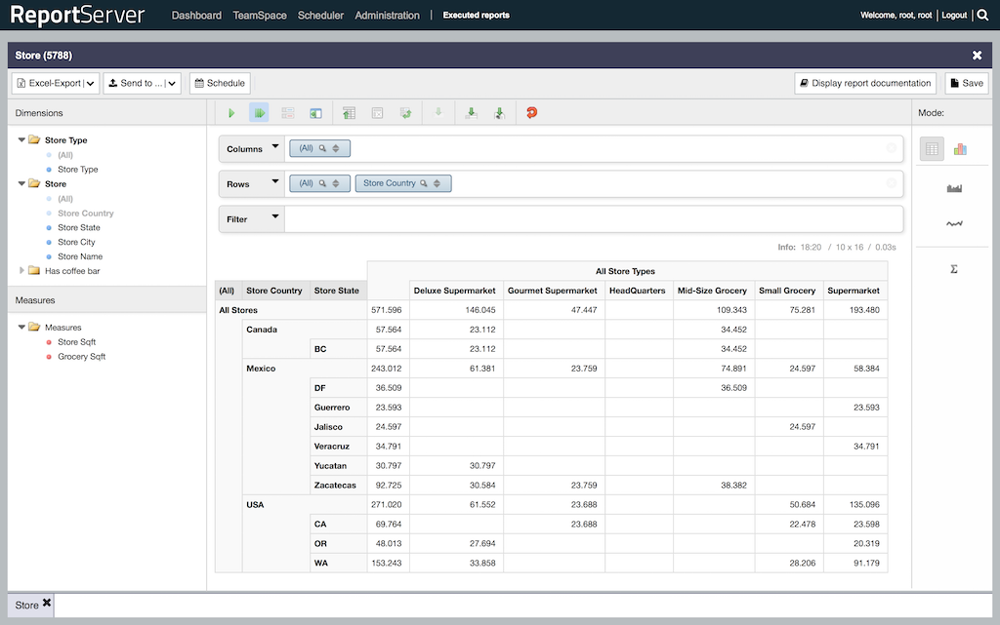 ReportServer Dashboard TeamSpace Scheduler Administration | Executed reports Welcome, root, root | Logout
Store (5788)
Excel-Export | Send to ... | Schedule Display report documentation Save
Dimensions Mode:
Store Type
(All)
Store Type
Store
(All)
Store Country
Store State
Store City
Store Name
Has coffee bar
Measures
Measures
Store Sqft
Grocery Sqft
Columns (All)
Rows (All) Store Country
Filter
Info: 18:20 / 10 x 16 / 0.03s
Σ
All Store Types
(All) Store Country Store State Deluxe Supermarket Gourmet Supermarket HeadQuarters Mid-Size Grocery Small Grocery Supermarket
All Stores 571.596 146.045 47.447 109.343 75.281 193.480
Canada 57.564 23.112 34.452
BC 57.564 23.112 34.452
Mexico 243.012 61.381 23.759 74.891 24.597 58.384
DF 36.509 36.509
Guerrero 23.593 23.593
Jalisco 24.597 24.597
Veracruz 34.791 34.791
Yucatan 30.797 30.797
Zacatecas 92.725 30.584 23.759 38.382
USA 271.020 61.552 23.688 50.684 135.096
CA 69.764 23.688 22.478 23.598
OR 48.013 27.694 20.319
WA 153.243 33.858 28.206 91.179
Store